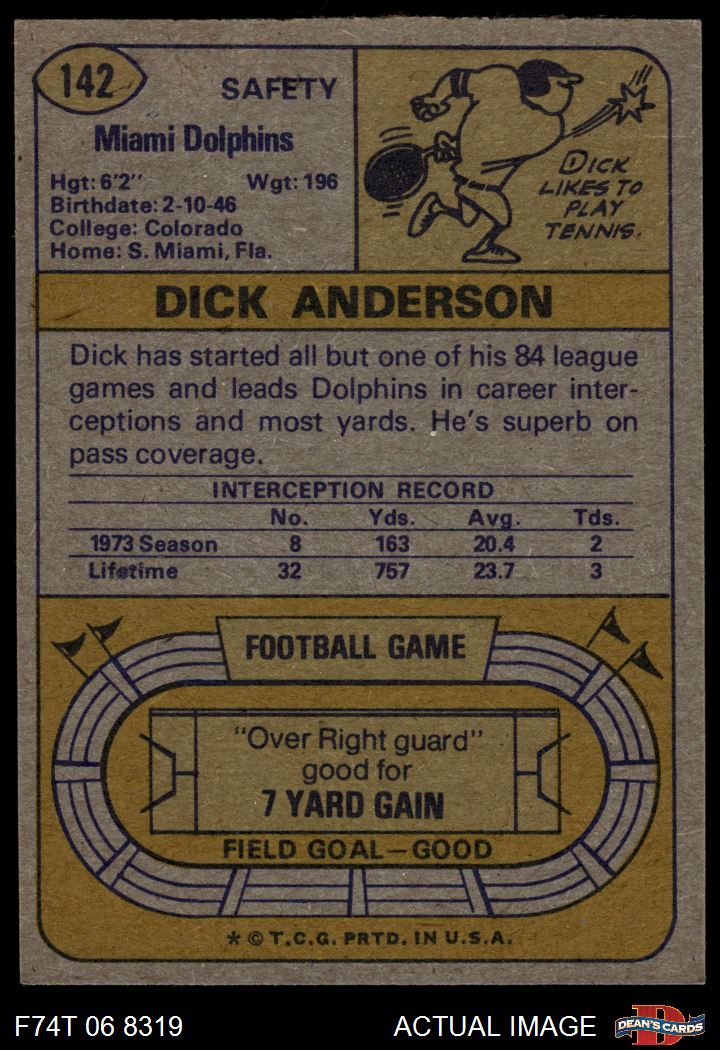 142
SAFETY
Miami Dolphins
Hgt: 6'2" Wgt: 196
Birthdate: 2-10-46
College: Colorado
Home: S. Miami, Fla.
DICK
LIKES TO
PLAY
TENNIS.
DICK ANDERSON
Dick has started all but one of his 84 league
games and leads Dolphins in career inter-
ceptions and most yards. He's superb on
pass coverage.
INTERCEPTION RECORD
No. Yds. Avg. Tds.
1973 Season 8 163 20.4 2
Lifetime 32 757 23.7 3
FOOTBALL GAME
"Over Right guard"
good for
7 YARD GAIN
FIELD GOAL—GOOD
* © T.C.G. PRTD. IN U.S.A.
F74T 06 8319 ACTUAL IMAGE
DEAN'S CARDS